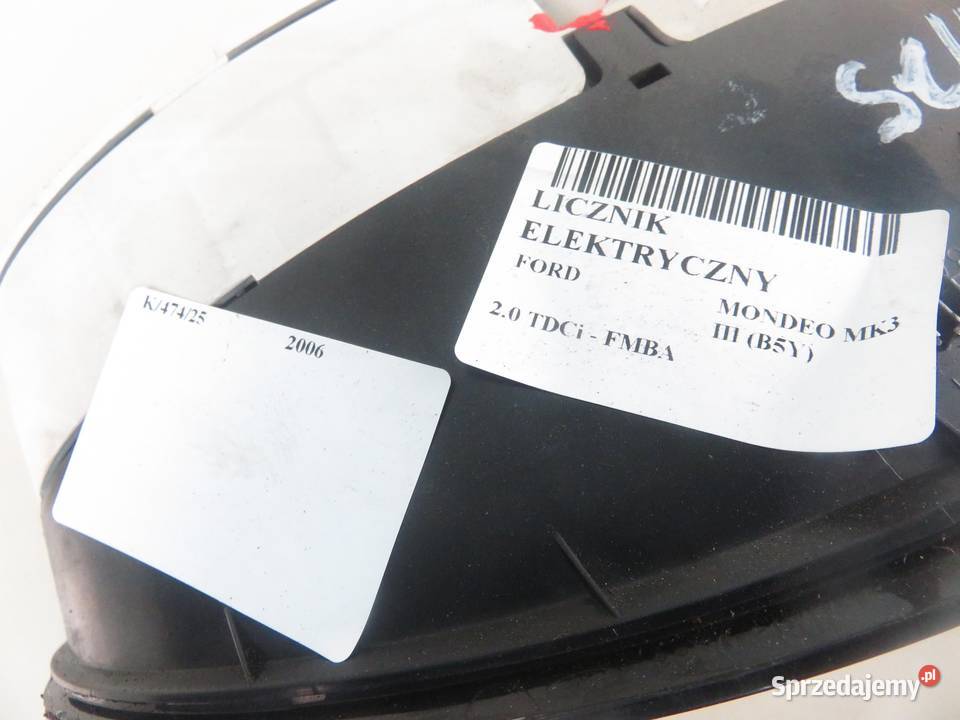 LICZNIK
ELEKTRYCZNY
FORD
MONDEO MK3
III (B5Y)
2.0 TDCi - FMBA
K/474/25
2006
Sprzedajemy.pl